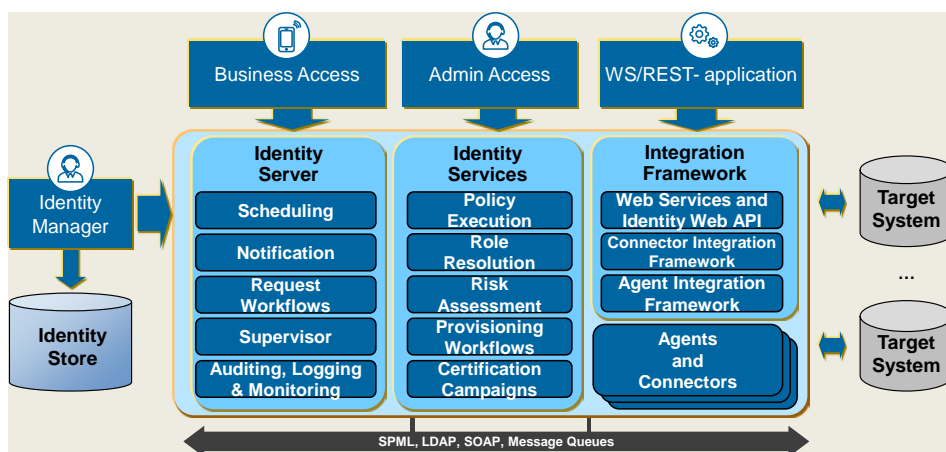 Business Access
Admin Access
WS/REST- application
Identity
Manager
Identity
Store
Identity
Server
Scheduling
Notification
Request
Workflows
Supervisor
Auditing, Logging
& Monitoring
Identity
Services
Policy
Execution
Role
Resolution
Risk
Assessment
Provisioning
Workflows
Certification
Campaigns
Integration
Framework
Web Services and
Identity Web API
Connector Integration
Framework
Agent Integration
Framework
Agents
and
Connectors
Target
System
...
Target
System
SPML, LDAP, SOAP, Message Queues